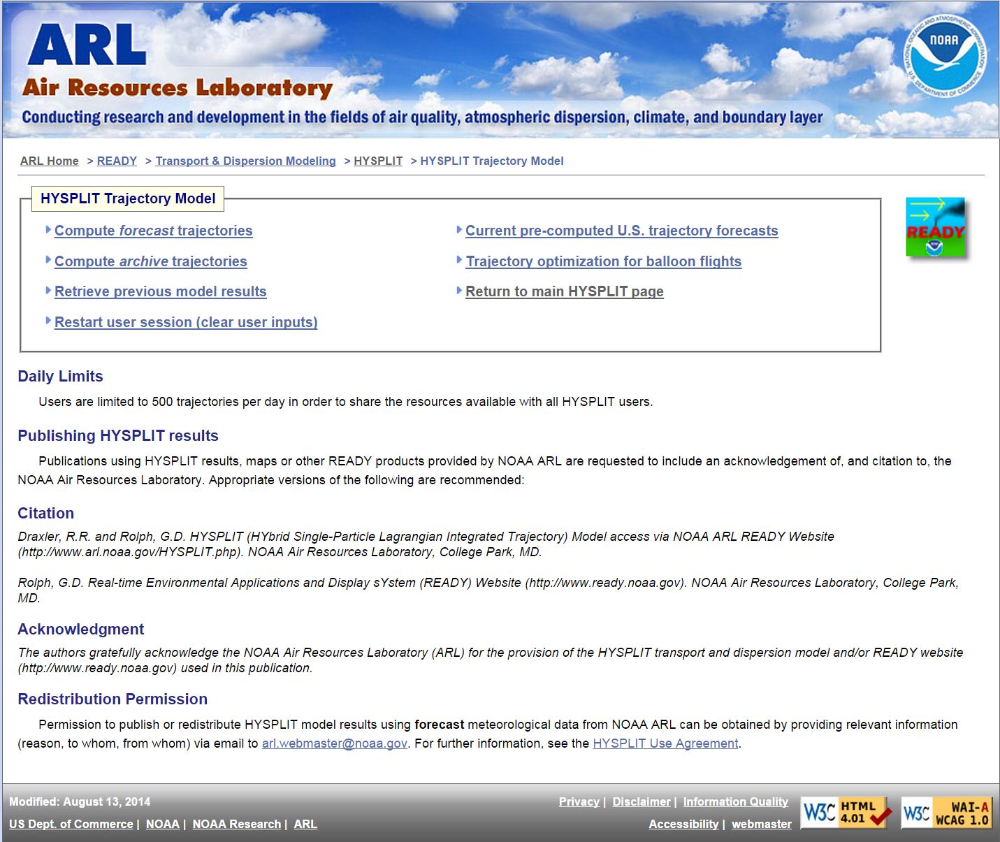 ARL
Air Resources Laboratory
Conducting research and development in the fields of air quality, atmospheric dispersion, climate, and boundary layer
NATIONAL OCEANIC AND ATMOSPHERIC ADMINISTRATION
NOAA
U.S. DEPARTMENT OF COMMERCE
ARL Home > READY > Transport & Dispersion Modeling > HYSPLIT > HYSPLIT Trajectory Model
HYSPLIT Trajectory Model
Compute forecast trajectories
Compute archive trajectories
Retrieve previous model results
Restart user session (clear user inputs)
Current pre-computed U.S. trajectory forecasts
Trajectory optimization for balloon flights
Return to main HYSPLIT page
READY
Daily Limits
Users are limited to 500 trajectories per day in order to share the resources available with all HYSPLIT users.
Publishing HYSPLIT results
Publications using HYSPLIT results, maps or other READY products provided by NOAA ARL are requested to include an acknowledgement of, and citation to, the
NOAA Air Resources Laboratory. Appropriate versions of the following are recommended:
Citation
Draxler, R.R. and Rolph, G.D. HYSPLIT (HYbrid Single-Particle Lagrangian Integrated Trajectory) Model access via NOAA ARL READY Website
(http://www.arl.noaa.gov/HYSPLIT.php). NOAA Air Resources Laboratory, College Park, MD.
Rolph, G.D. Real-time Environmental Applications and Display sYstem (READY) Website (http://www.ready.noaa.gov). NOAA Air Resources Laboratory, College Park,
MD.
Acknowledgment
The authors gratefully acknowledge the NOAA Air Resources Laboratory (ARL) for the provision of the HYSPLIT transport and dispersion model and/or READY website
(http://www.ready.noaa.gov) used in this publication.
Redistribution Permission
Permission to publish or redistribute HYSPLIT model results using forecast meteorological data from NOAA ARL can be obtained by providing relevant information
(reason, to whom, from whom) via email to arl.webmaster@noaa.gov. For further information, see the HYSPLIT Use Agreement.
Modified: August 13, 2014
US Dept. of Commerce | NOAA | NOAA Research | ARL
Privacy | Disclaimer | Information Quality
Accessibility | webmaster
W3C HTML 4.01
W3C WAI-A WCAG 1.0